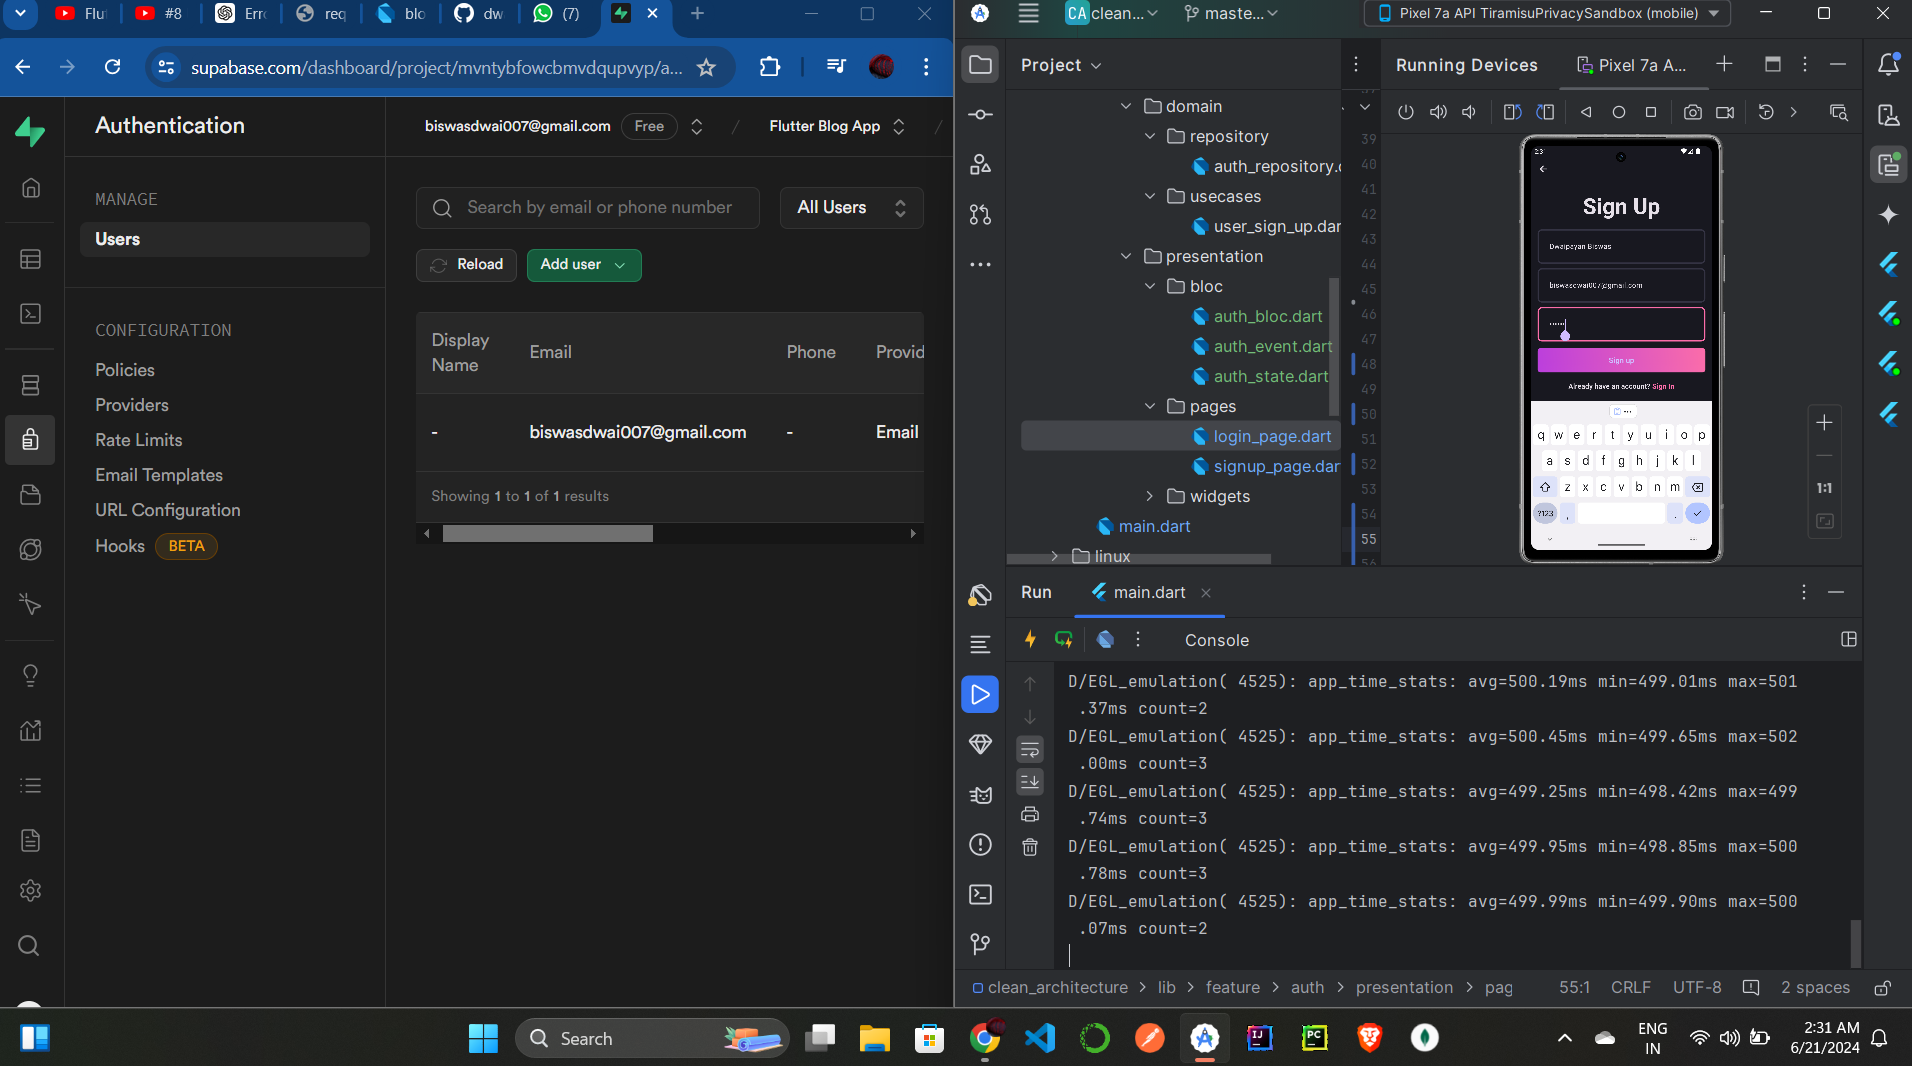 Flu
#8
Erro
req
blo
dw
(7)
supabase.com/dashboard/project/mvntybfowcbmvdqupvyp/a...
Authentication
biswasdwai007@gmail.com
Free
/
Flutter Blog App
/
MANAGE
Users
CONFIGURATION
Policies
Providers
Rate Limits
Email Templates
URL Configuration
Hooks
BETA
Search by email or phone number
All Users
Reload
Add user
Display Name
Email
Phone
Provid
-
biswasdwai007@gmail.com
-
Email
Showing 1 to 1 of 1 results
CA
clean...
maste...
Pixel 7a API TiramisuPrivacySandbox (mobile)
Project
domain
repository
auth_repository.
usecases
user_sign_up.dar
presentation
bloc
auth_bloc.dart
auth_event.dart
auth_state.dart
pages
login_page.dart
signup_page.dar
widgets
main.dart
linux
39
40
41
42
43
44
45
46
47
48
49
50
51
52
53
54
55
56
Running Devices
Pixel 7a A...
Sign Up
Dwaipayan Biswas
biswasdwai007@gmail.com
Sign up
Already have an account? Sign In
q w e r t y u i o p
a s d f g h j k l
z x c v b n m
?123 , .
1:1
Run
main.dart
Console
D/EGL_emulation( 4525): app_time_stats: avg=500.19ms min=499.01ms max=501
.37ms count=2
D/EGL_emulation( 4525): app_time_stats: avg=500.45ms min=499.65ms max=502
.00ms count=3
D/EGL_emulation( 4525): app_time_stats: avg=499.25ms min=498.42ms max=499
.74ms count=3
D/EGL_emulation( 4525): app_time_stats: avg=499.95ms min=498.85ms max=500
.78ms count=3
D/EGL_emulation( 4525): app_time_stats: avg=499.99ms min=499.90ms max=500
.07ms count=2
clean_architecture > lib > feature > auth > presentation > pag
55:1
CRLF
UTF-8
2 spaces
Search
IJ
PC
ENG
IN
2:31 AM
6/21/2024